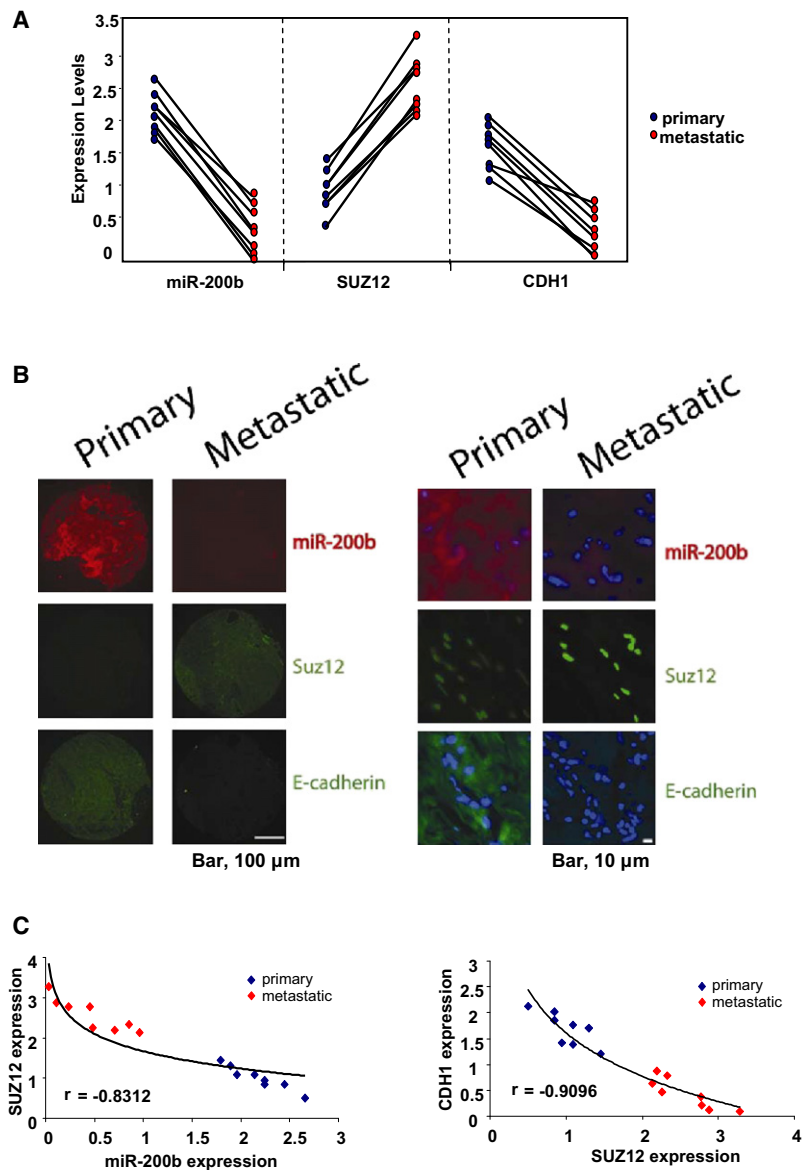 A
Expression Levels
3.5
3
2.5
2
1.5
1
0.5
0
miR-200b
SUZ12
CDH1
primary
metastatic
B
Primary
Metastatic
miR-200b
Suz12
E-cadherin
Bar, 100 µm
Primary
Metastatic
miR-200b
Suz12
E-cadherin
Bar, 10 µm
C
SUZ12 expression
4
3
2
1
0
0 0.5 1 1.5 2 2.5 3
miR-200b expression
primary
metastatic
r = -0.8312
CDH1 expression
3
2.5
2
1.5
1
0.5
0
0 1 2 3 4
SUZ12 expression
primary
metastatic
r = -0.9096